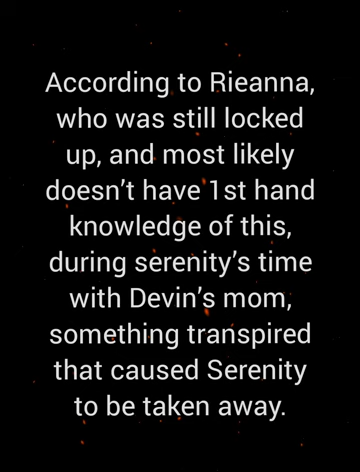 According to Rieanna,
who was still locked
up, and most likely
doesn't have 1st hand
knowledge of this,
during serenity's time
with Devin's mom,
something transpired
that caused Serenity
to be taken away.